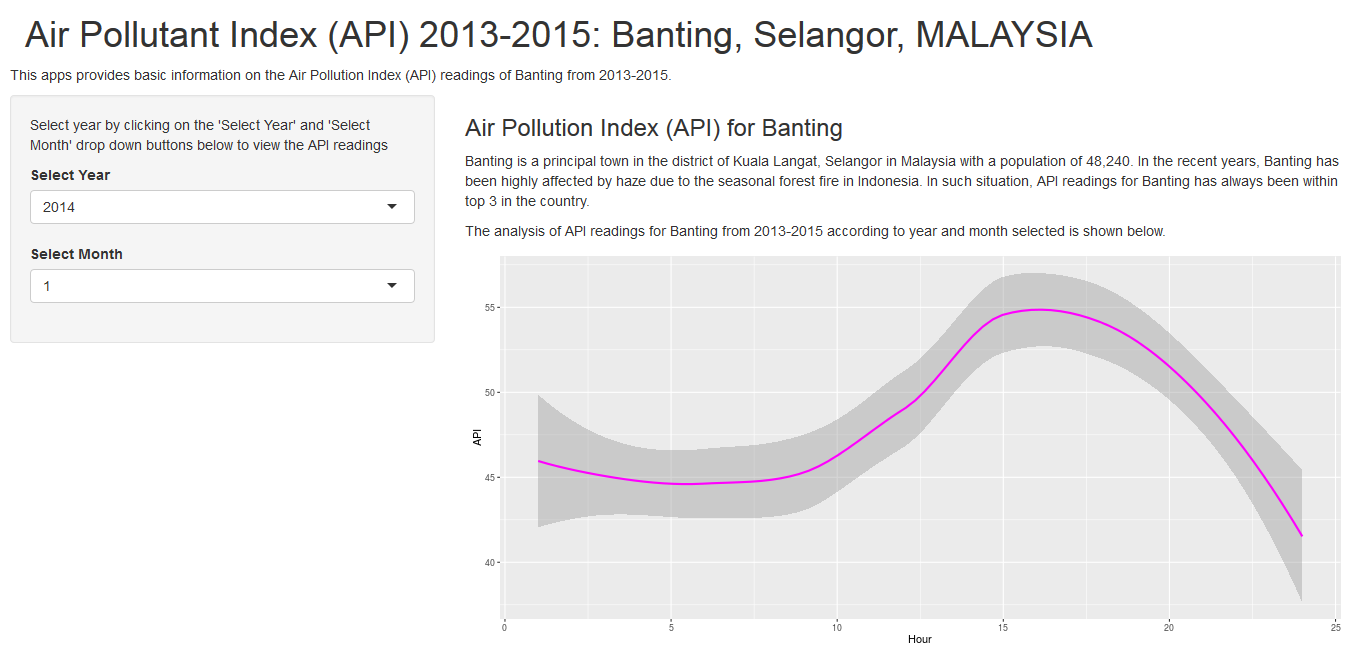 Air Pollutant Index (API) 2013-2015: Banting, Selangor, MALAYSIA
This apps provides basic information on the Air Pollution Index (API) readings of Banting from 2013-2015.
Select year by clicking on the 'Select Year' and 'Select
Month' drop down buttons below to view the API readings
Select Year
2014
Select Month
1
Air Pollution Index (API) for Banting
Banting is a principal town in the district of Kuala Langat, Selangor in Malaysia with a population of 48,240. In the recent years, Banting has
been highly affected by haze due to the seasonal forest fire in Indonesia. In such situation, API readings for Banting has always been within
top 3 in the country.
The analysis of API readings for Banting from 2013-2015 according to year and month selected is shown below.
55
50
45
40
API
0 5 10 15 20 25
Hour